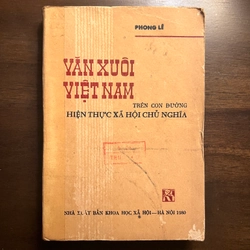 PHONG LÊ
VĂN XUÔI
VIỆT NAM
TRÊN CON ĐƯỜNG
HIỆN THỰC XÃ HỘI CHỦ NGHĨA
NHÀ XUẤT BẢN KHOA HỌC XÃ HỘI — HÀ NỘI 1980